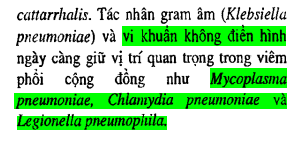 cattarrhalis. Tác nhân gram âm (Klebsiella
pneumoniae) và vi khuẩn không điển hình
ngày càng giữ vị trí quan trọng trong viêm
phổi cộng đồng như Mycoplasma
pneumoniae, Chlamydia pneumoniae và
Legionella pneumophila.